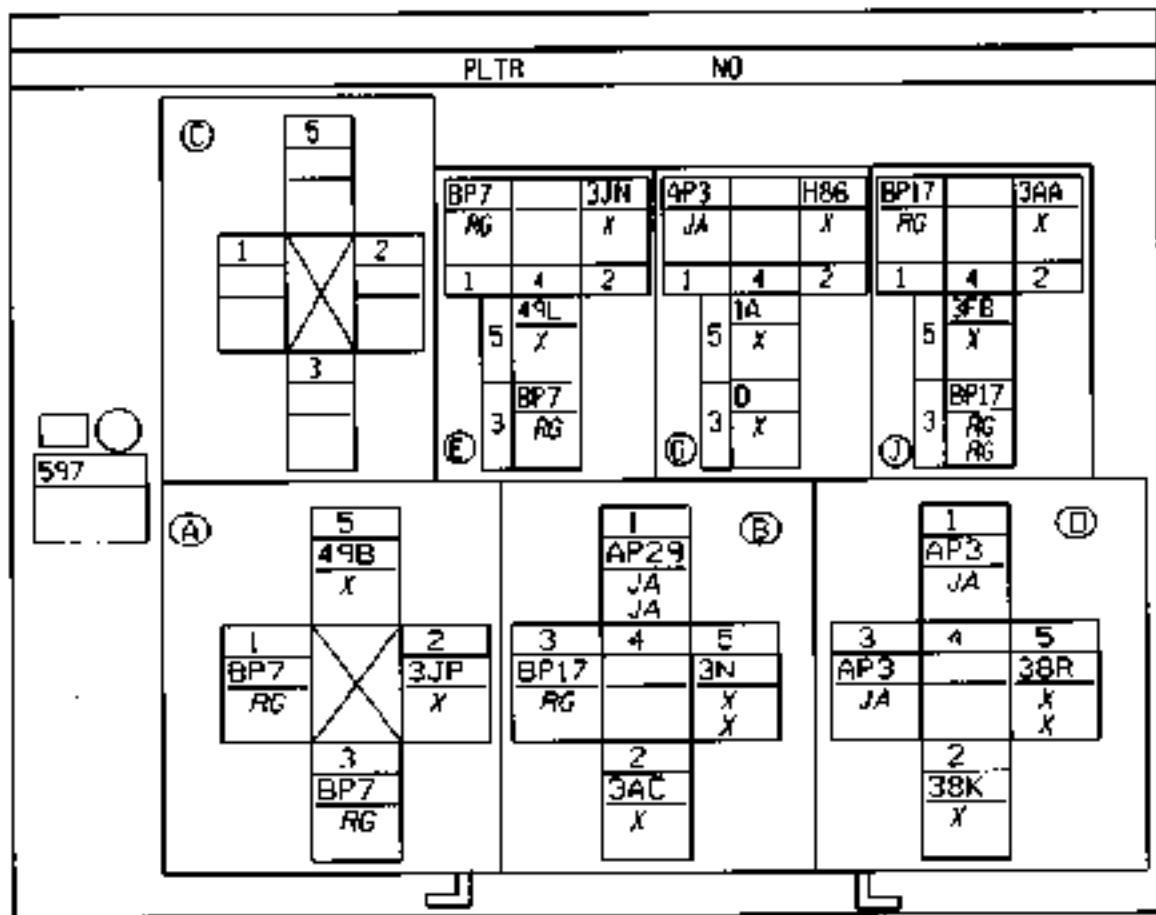 PLTR NO
C
5
1 2
3
BP7 3JN
RG X
1 4 2
5 49L
X
3 BP7
RG
E
AP3 H86
JA X
1 4 2
5 1A
X
3 D
X
G
BP17 3AA
RG X
1 4 2
5 3FB
X
3 BP17
RG
RG
J
597
A
5
49B
X
1 2
BP7 3JP
RG X
3
BP7
RG
B
1
AP29
JA
JA
3 4 5
BP17 3N
RG X
X
2
3AC
X
D
1
AP3
JA
3 4 5
AP3 38R
JA X
X
2
38K
X